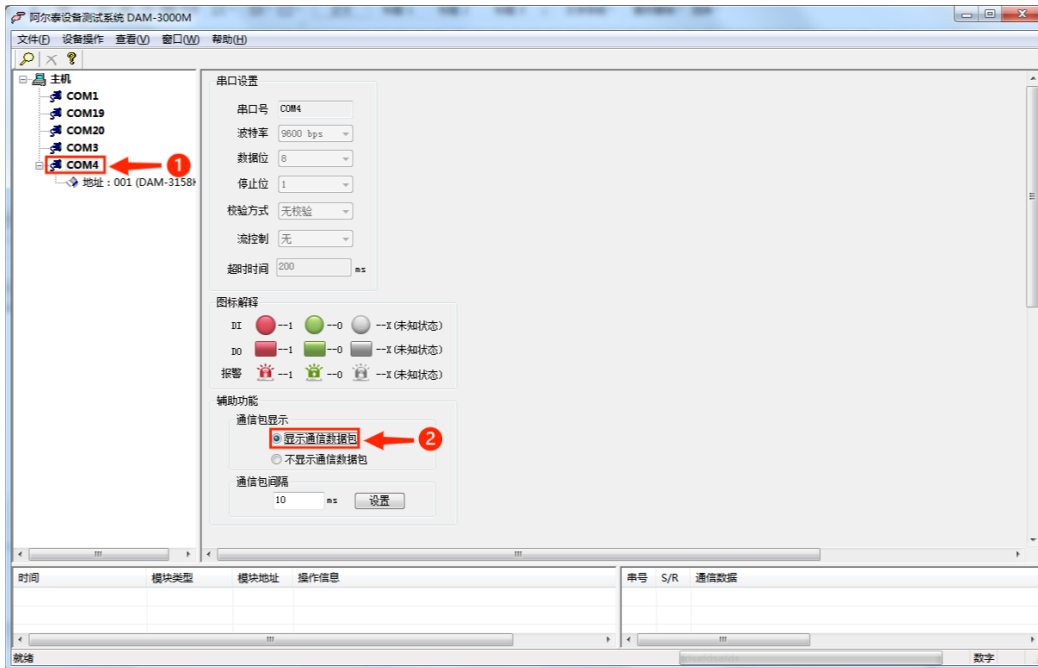 阿尔泰设备测试系统 DAM-3000M
文件(F) 设备操作 查看(V) 窗口(W) 帮助(H)
主机
COM1
COM19
COM20
COM3
COM4 1
地址：001 (DAM-3158
串口设置
串口号 COM4
波特率 9600 bps
数据位 8
停止位 1
校验方式 无校验
流控制 无
超时时间 200 ms
图标解释
DI --1 --0 --X(未知状态)
DO --1 --0 --X(未知状态)
报警 --1 --0 --X(未知状态)
辅助功能
通信包显示
显示通信数据包 2
不显示通信数据包
通信包间隔
10 ms 设置
时间 模块类型 模块地址 操作信息 串号 S/R 通信数据
就绪 数字